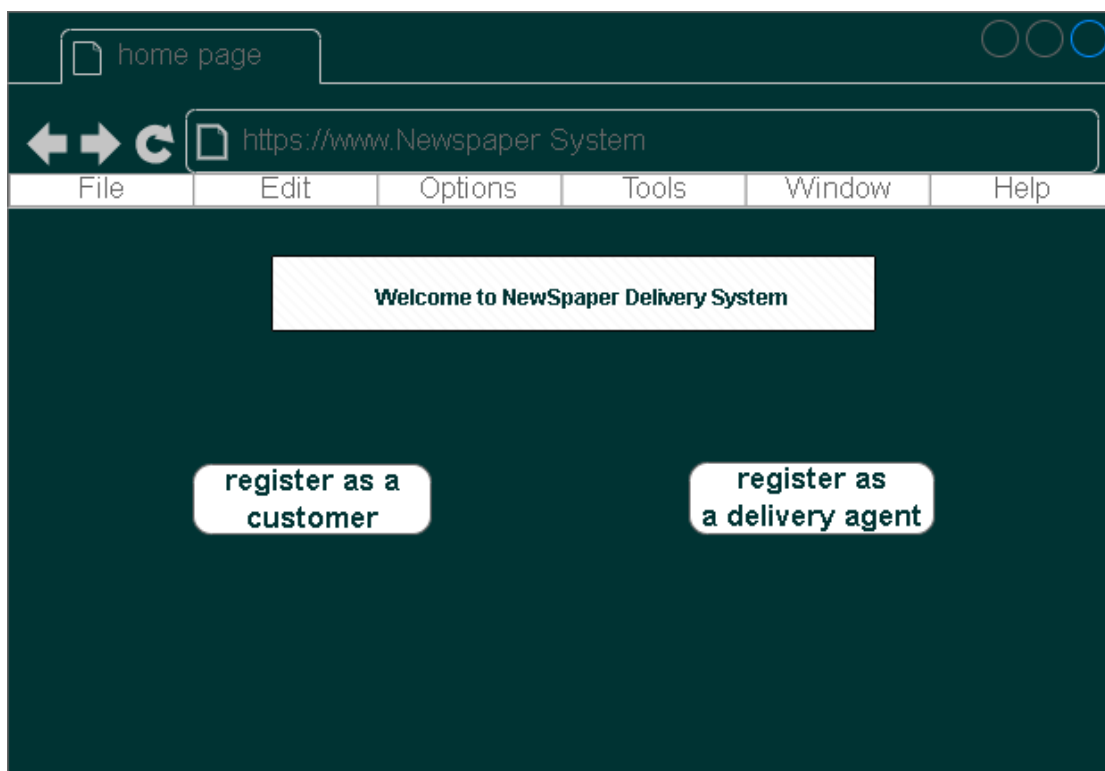 home page
https://www.Newspaper System
File Edit Options Tools Window Help
Welcome to NewSpaper Delivery System
register as a
customer
register as
a delivery agent